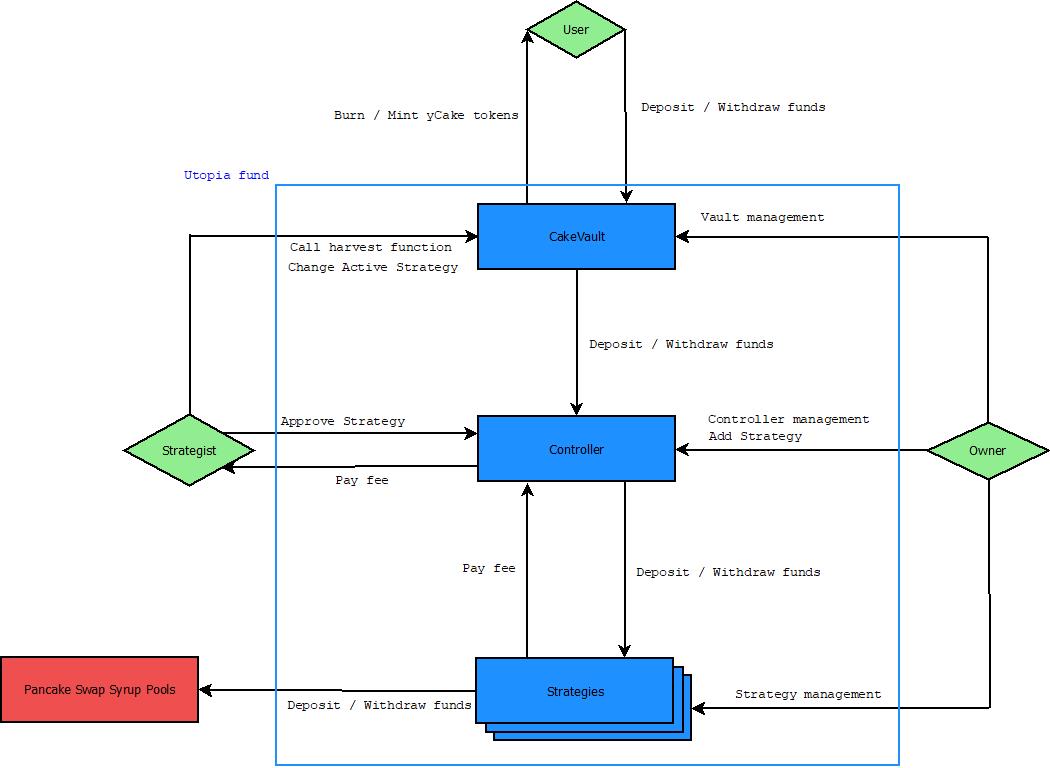 User
Burn / Mint yCake tokens
Deposit / Withdraw funds
Utopia fund
CakeVault
Vault management
Call harvest function
Change Active Strategy
Deposit / Withdraw funds
Approve Strategy
Controller management
Add Strategy
Strategist
Controller
Owner
Pay fee
Pay fee
Deposit / Withdraw funds
Pancake Swap Syrup Pools
Strategies
Strategy management
Deposit / Withdraw funds